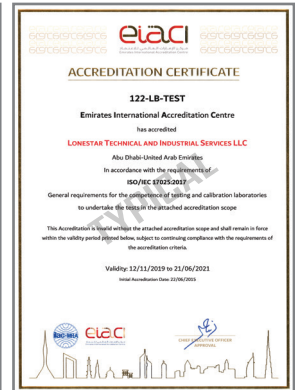 eiaci
ACCREDITATION CERTIFICATE
122-LB-TEST
Emirates International Accreditation Centre
has accredited
LONESTAR TECHNICAL AND INDUSTRIAL SERVICES LLC
Abu Dhabi-United Arab Emirates
In accordance with the requirements of
ISO/IEC 17025:2017
General requirements for the competence of testing and calibration laboratories
to undertake the tests in the attached accreditation scope
TYPICAL
This Accreditation is invalid without the attached accreditation scope and shall remain in force
within the validity period printed below, subject to continuing compliance with the requirements of
the accreditation criteria.
Validity: 12/11/2019 to 21/06/2021
Initial Accreditation Date: 22/06/2015
ilac-MRA
eiaci
CHIEF EXECUTIVE OFFICER
APPROVAL